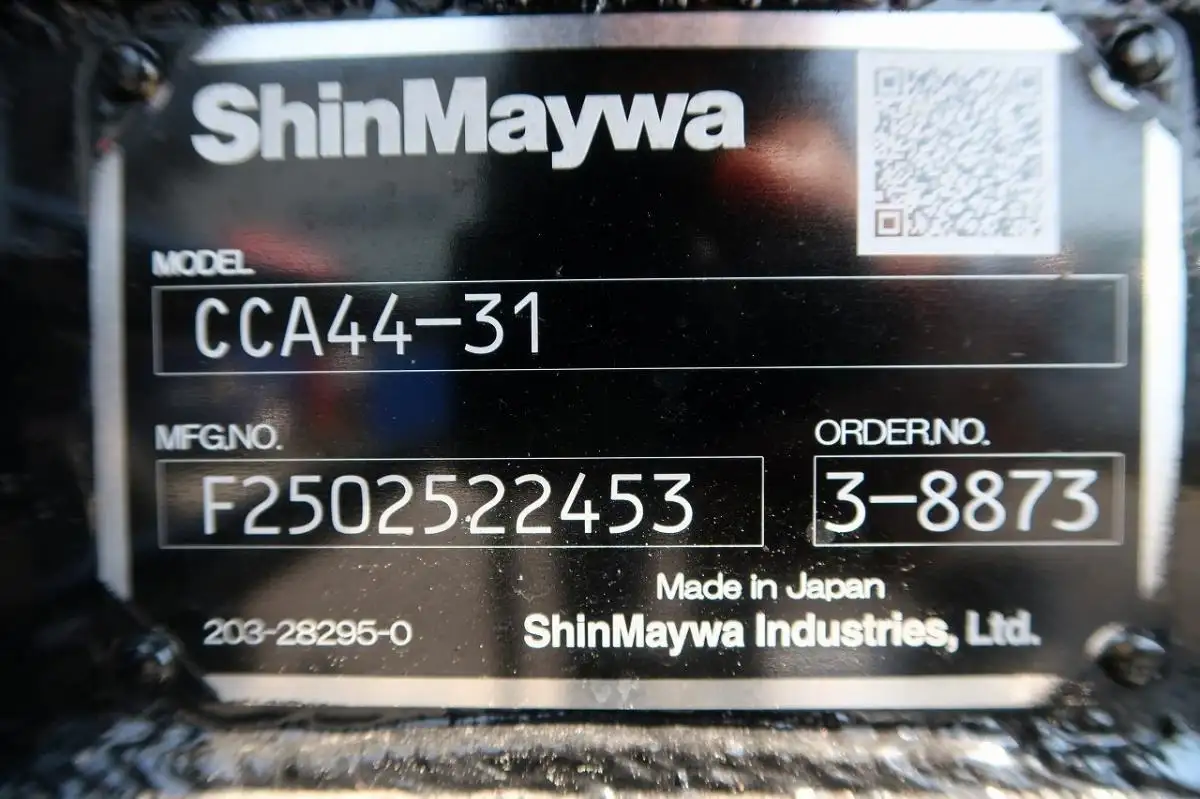 ShinMaywa
MODEL
CCA44-31
MFG.NO. ORDER.NO.
F2502522453 3-8873
Made in Japan
203-28295-0 ShinMaywa Industries, Ltd.